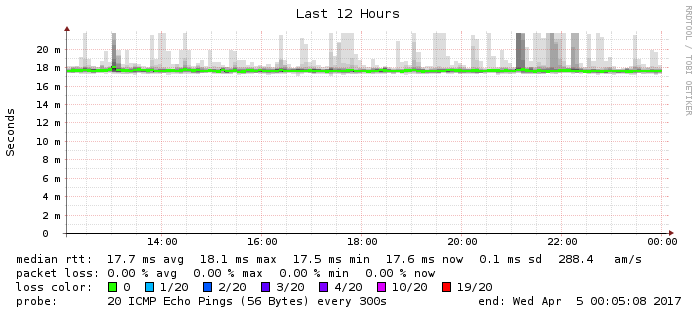 Last 12 Hours
RRDTOOL / TOBI OETIKER
Seconds
20 m
18 m
16 m
14 m
12 m
10 m
8 m
6 m
4 m
2 m
0
14:00 16:00 18:00 20:00 22:00 00:00
median rtt: 17.7 ms avg 18.1 ms max 17.5 ms min 17.6 ms now 0.1 ms sd 288.4 am/s
packet loss: 0.00 % avg 0.00 % max 0.00 % min 0.00 % now
loss color: 0 1/20 2/20 3/20 4/20 10/20 19/20
probe: 20 ICMP Echo Pings (56 Bytes) every 300s end: Wed Apr 5 00:05:08 2017